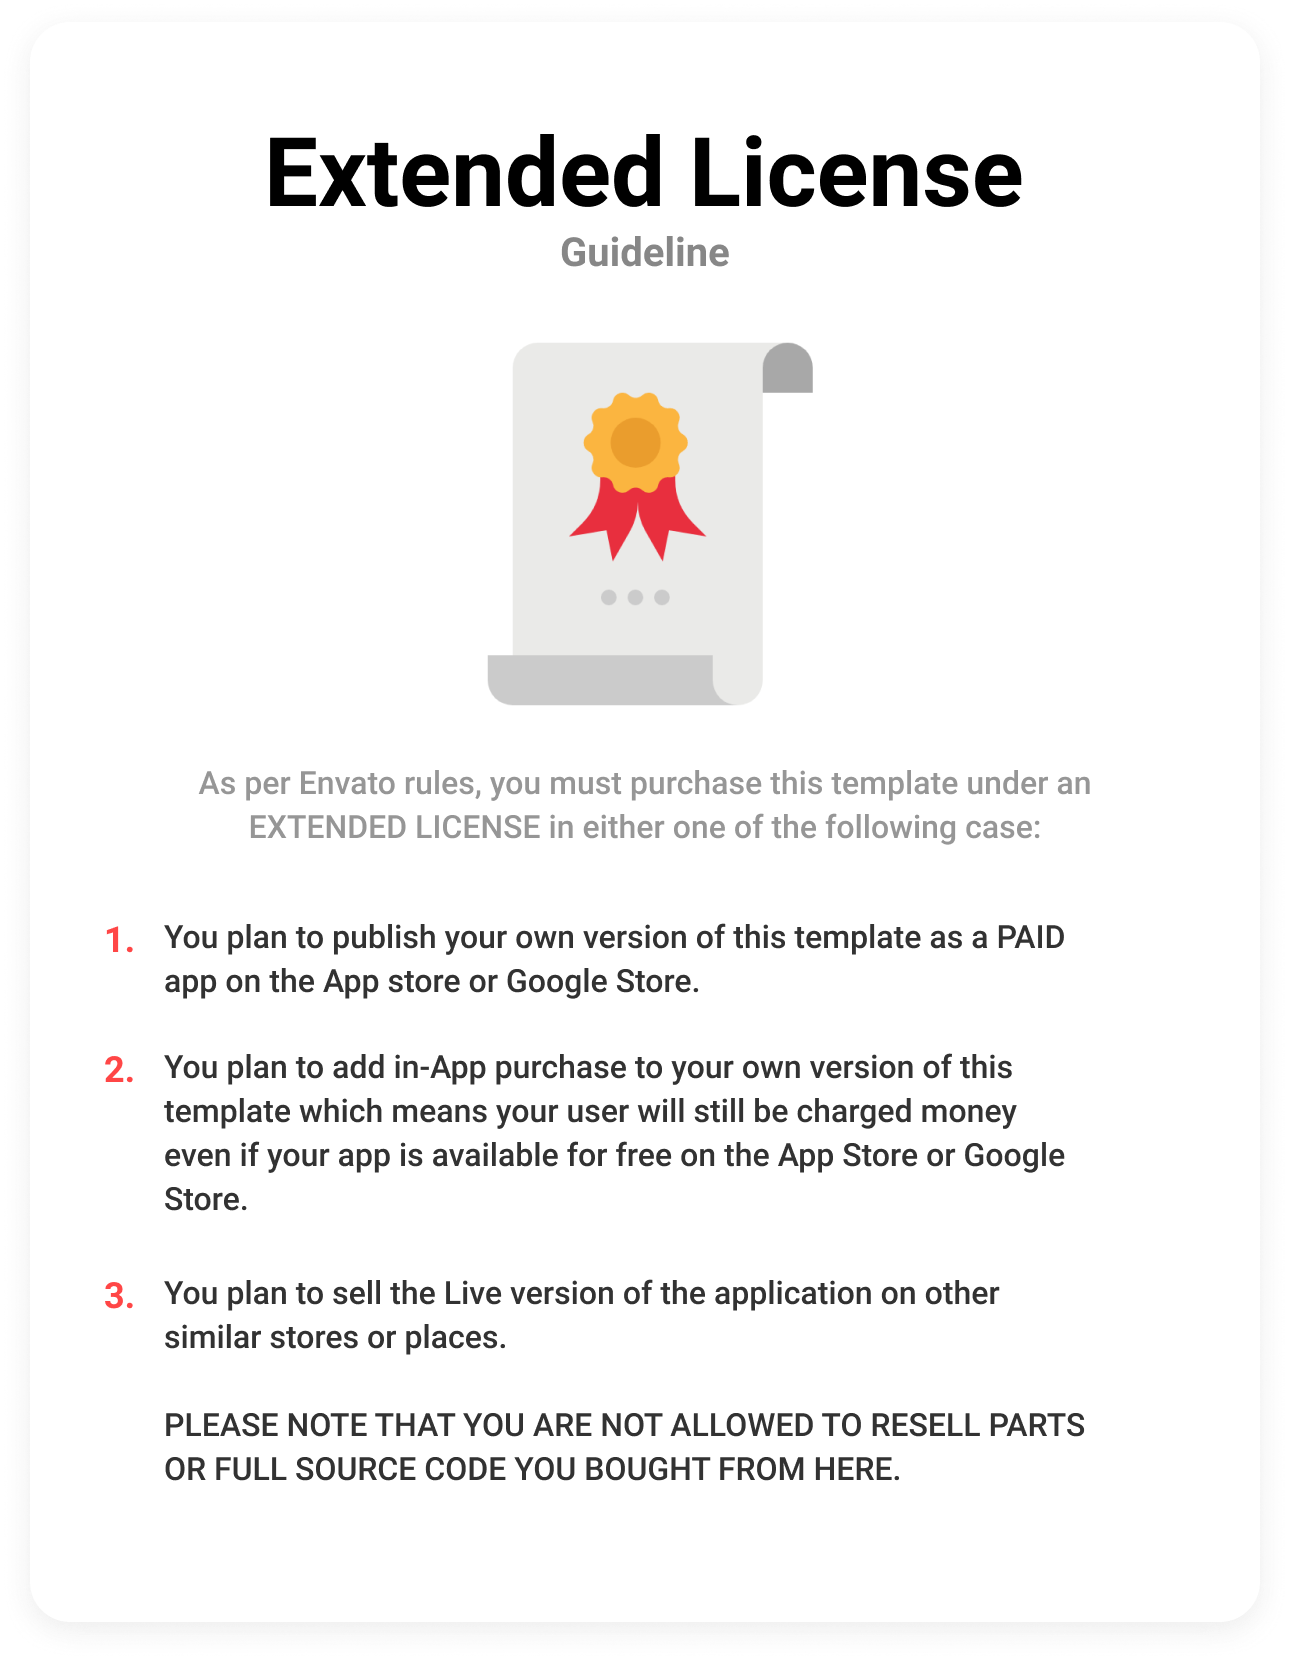 Extended License
Guideline
As per Envato rules, you must purchase this template under an
EXTENDED LICENSE in either one of the following case:
1. You plan to publish your own version of this template as a PAID
app on the App store or Google Store.
2. You plan to add in-App purchase to your own version of this
template which means your user will still be charged money
even if your app is available for free on the App Store or Google
Store.
3. You plan to sell the Live version of the application on other
similar stores or places.
PLEASE NOTE THAT YOU ARE NOT ALLOWED TO RESELL PARTS
OR FULL SOURCE CODE YOU BOUGHT FROM HERE.